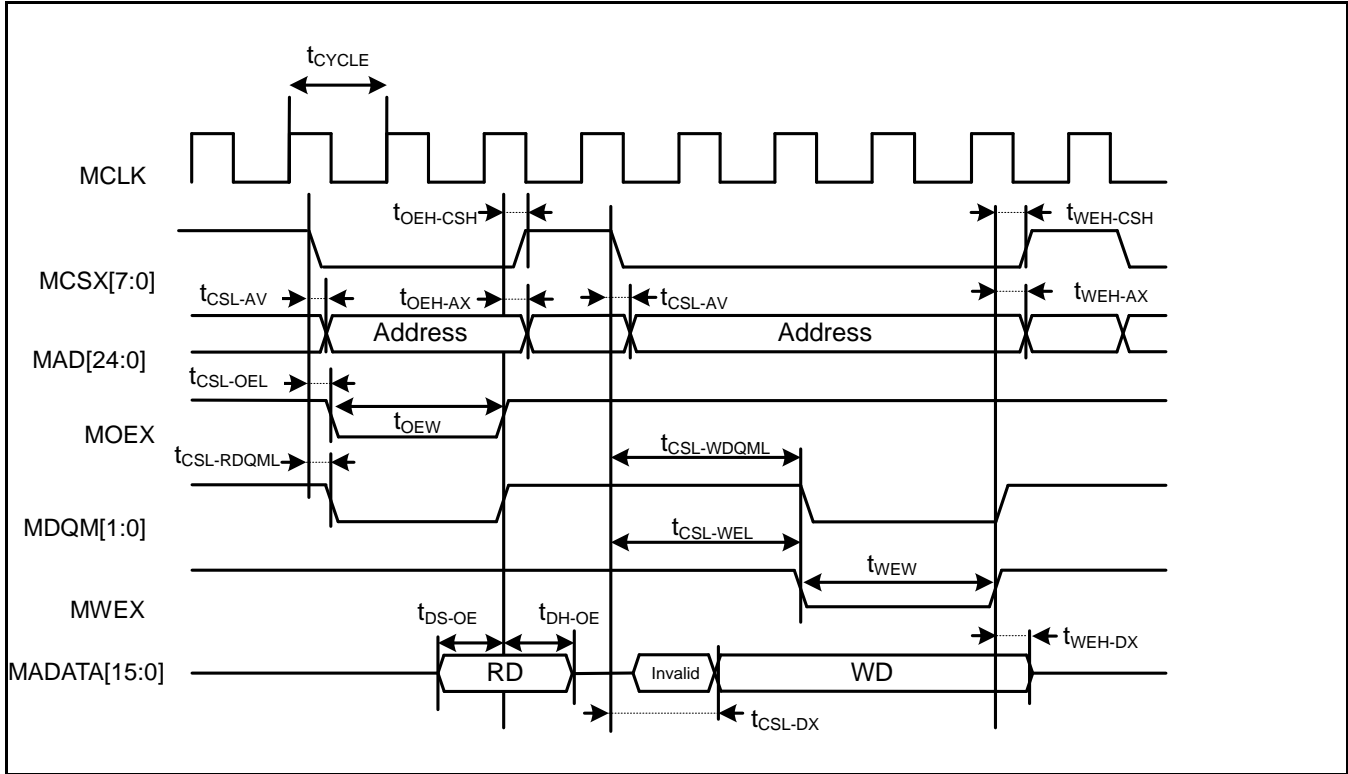 tCYCLE
MCLK
tOEH-CSH
tWEH-CSH
MCSX[7:0]
tCSL-AV
tOEH-AX
tCSL-AV
tWEH-AX
Address
Address
MAD[24:0]
tCSL-OEL
tOEW
MOEX
tCSL-WDQML
tCSL-RDQML
MDQM[1:0]
tCSL-WEL
tWEW
MWEX
tDS-OE
tDH-OE
tWEH-DX
MADATA[15:0]
RD
Invalid
WD
tCSL-DX